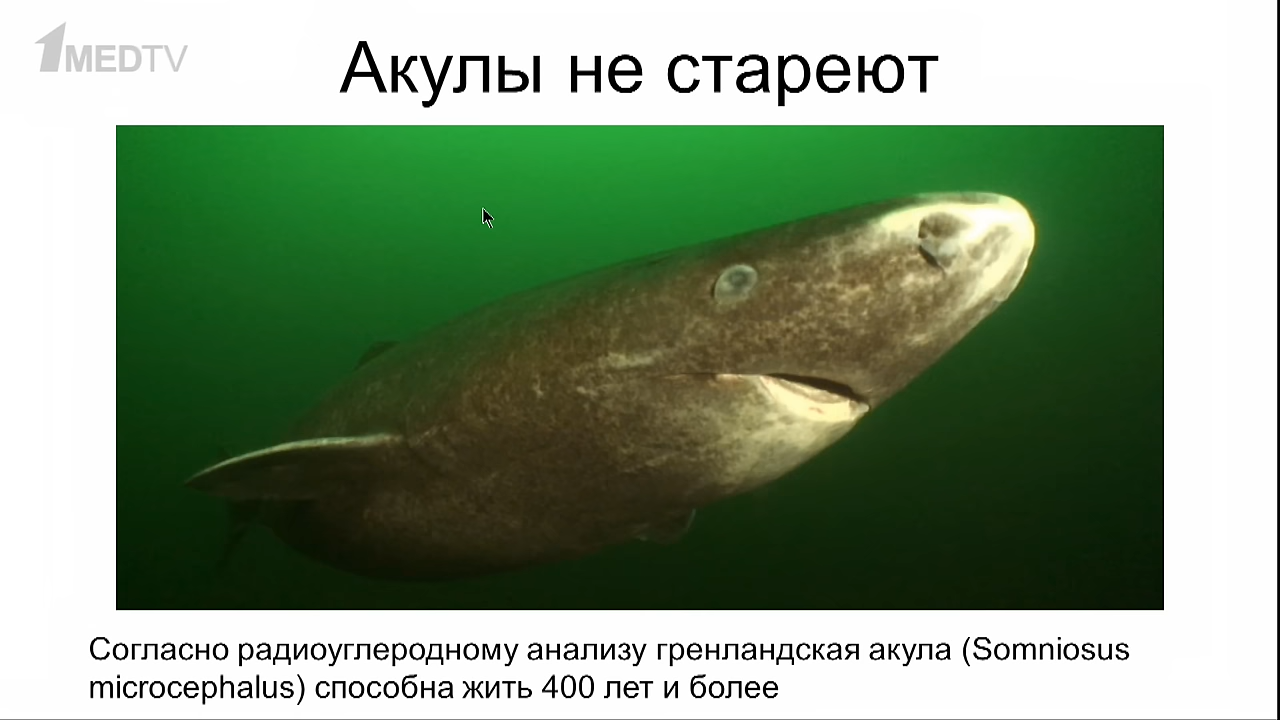 1MEDTV
Акулы не стареют
Согласно радиоуглеродному анализу гренландская акула (Somniosus
microcephalus) способна жить 400 лет и более